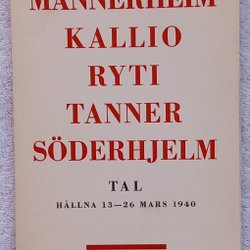 MANNERHEIM
KALLIO
RYTI
TANNER
SÖDERHJELM
TAL
HÅLLNA 13—26 MARS 1940